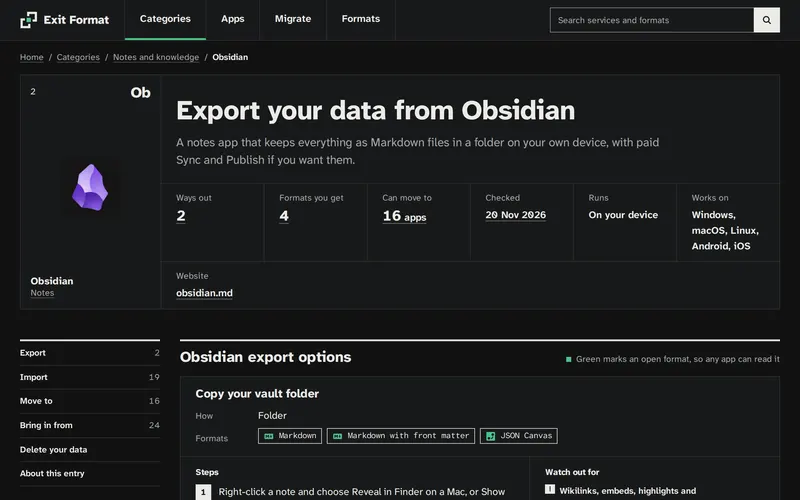 Exit Format
Categories
Apps
Migrate
Formats
Search services and formats
Home / Categories / Notes and knowledge / Obsidian
2
Ob
Obsidian
Notes
Export your data from Obsidian
A notes app that keeps everything as Markdown files in a folder on your own device, with paid
Sync and Publish if you want them.
Ways out
2
Formats you get
4
Can move to
16 apps
Checked
20 Nov 2026
Runs
On your device
Works on
Windows,
macOS, Linux,
Android, iOS
Website
obsidian.md
Export 2
Import 19
Move to 16
Bring in from 24
Delete your data
About this entry
Obsidian export options
Green marks an open format, so any app can read it
Copy your vault folder
How Folder
Formats Markdown Markdown with front matter JSON Canvas
Steps
1 Right-click a note and choose Reveal in Finder on a Mac, or Show
Watch out for
! Wikilinks, embeds, highlights and